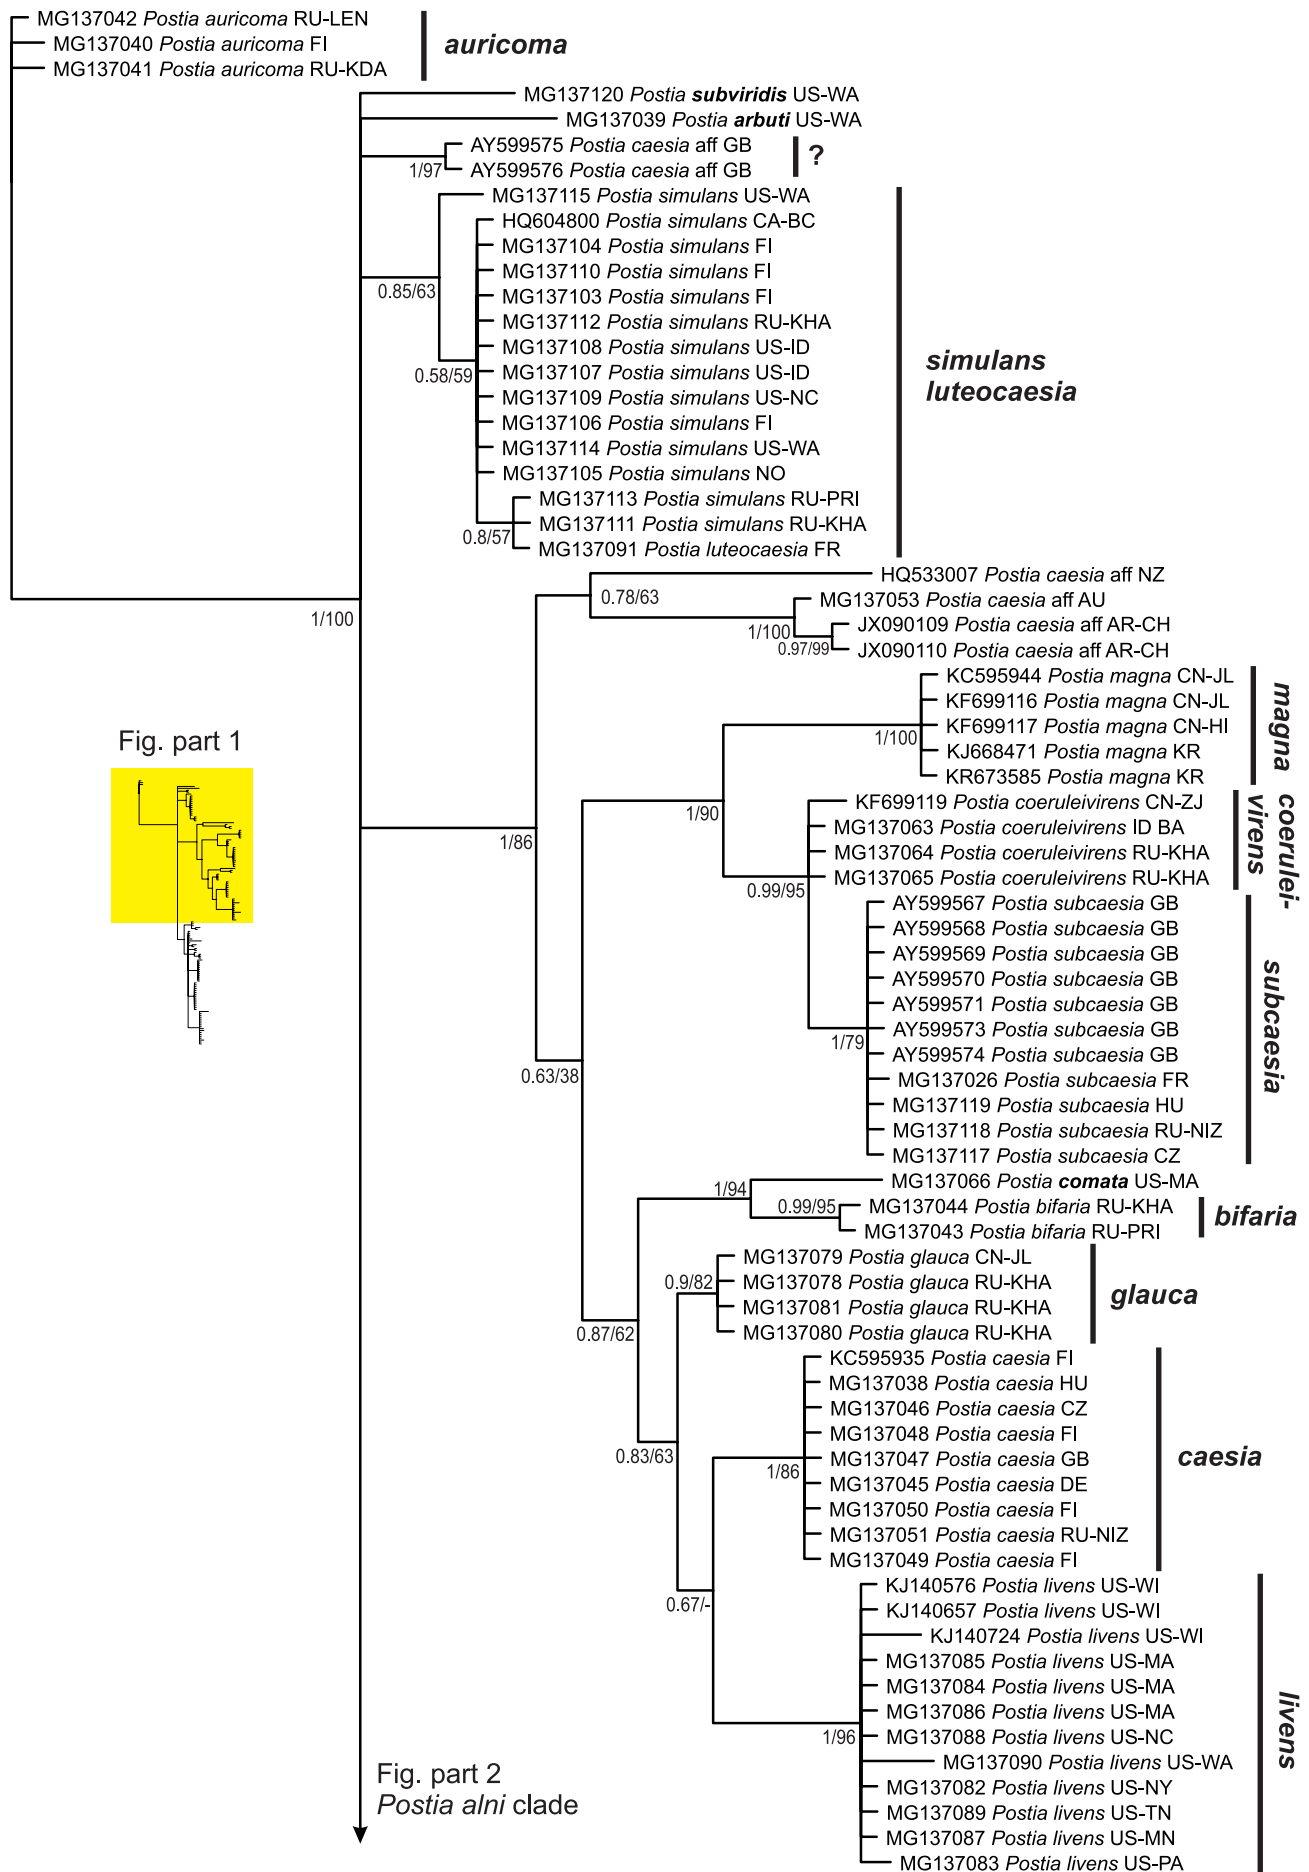 MG137042 Postia auricoma RU-LEN
MG137040 Postia auricoma FI
MG137041 Postia auricoma RU-KDA
auricoma
MG137120 Postia subviridis US-WA
MG137039 Postia arbuti US-WA
AY599575 Postia caesia aff GB
AY599576 Postia caesia aff GB
?
1/97
MG137115 Postia simulans US-WA
HQ604800 Postia simulans CA-BC
MG137104 Postia simulans FI
MG137110 Postia simulans FI
MG137103 Postia simulans FI
MG137112 Postia simulans RU-KHA
MG137108 Postia simulans US-ID
MG137107 Postia simulans US-ID
MG137109 Postia simulans US-NC
MG137106 Postia simulans FI
MG137114 Postia simulans US-WA
MG137105 Postia simulans NO
MG137113 Postia simulans RU-PRI
MG137111 Postia simulans RU-KHA
MG137091 Postia luteocaesia FR
0.85/63
0.58/59
0.8/57
simulans
luteocaesia
1/100
HQ533007 Postia caesia aff NZ
MG137053 Postia caesia aff AU
JX090109 Postia caesia aff AR-CH
JX090110 Postia caesia aff AR-CH
0.78/63
1/100
0.97/99
KC595944 Postia magna CN-JL
KF699116 Postia magna CN-JL
KF699117 Postia magna CN-HI
KJ668471 Postia magna KR
KR673585 Postia magna KR
1/100
magna
Fig. part 1
1/90
1/86
KF699119 Postia coeruleivirens CN-ZJ
MG137063 Postia coeruleivirens ID BA
MG137064 Postia coeruleivirens RU-KHA
MG137065 Postia coeruleivirens RU-KHA
0.99/95
coerulei-
virens
AY599567 Postia subcaesia GB
AY599568 Postia subcaesia GB
AY599569 Postia subcaesia GB
AY599570 Postia subcaesia GB
AY599571 Postia subcaesia GB
AY599573 Postia subcaesia GB
AY599574 Postia subcaesia GB
MG137026 Postia subcaesia FR
MG137119 Postia subcaesia HU
MG137118 Postia subcaesia RU-NIZ
MG137117 Postia subcaesia CZ
1/79
subcaesia
0.63/38
MG137066 Postia comata US-MA
MG137044 Postia bifaria RU-KHA
MG137043 Postia bifaria RU-PRI
1/94
0.99/95
bifaria
MG137079 Postia glauca CN-JL
MG137078 Postia glauca RU-KHA
MG137081 Postia glauca RU-KHA
MG137080 Postia glauca RU-KHA
0.9/82
glauca
0.87/62
KC595935 Postia caesia FI
MG137038 Postia caesia HU
MG137046 Postia caesia CZ
MG137048 Postia caesia FI
MG137047 Postia caesia GB
MG137045 Postia caesia DE
MG137050 Postia caesia FI
MG137051 Postia caesia RU-NIZ
MG137049 Postia caesia FI
0.83/63
1/86
caesia
0.67/-
KJ140576 Postia livens US-WI
KJ140657 Postia livens US-WI
KJ140724 Postia livens US-WI
MG137085 Postia livens US-MA
MG137084 Postia livens US-MA
MG137086 Postia livens US-MA
MG137088 Postia livens US-NC
MG137090 Postia livens US-WA
MG137082 Postia livens US-NY
MG137089 Postia livens US-TN
MG137087 Postia livens US-MN
MG137083 Postia livens US-PA
1/96
livens
Fig. part 2
Postia alni clade